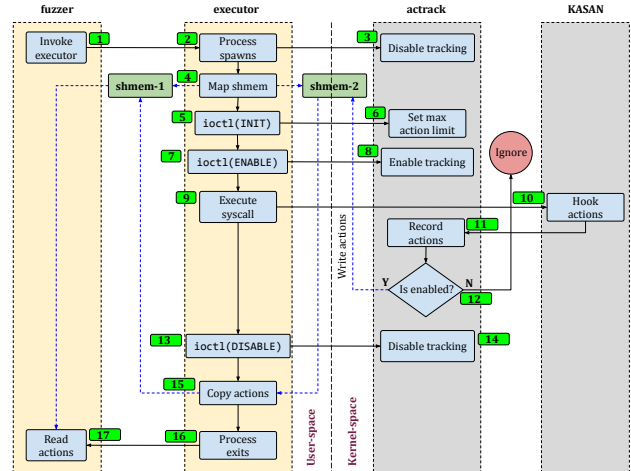 fuzzer
executor
actrack
KASAN
Invoke
executor
1
2
Process
spawns
3
Disable tracking
shmem-1
4
Map shmem
shmem-2
5
ioctl(INIT)
6
Set max
action limit
7
ioctl(ENABLE)
8
Enable tracking
Ignore
9
Execute
syscall
10
Hook
actions
11
Record
actions
Write actions
Y
Is enabled?
N
12
13
ioctl(DISABLE)
Disable tracking
14
15
Copy actions
User-space
Kernel-space
Read
actions
17
16
Process
exits